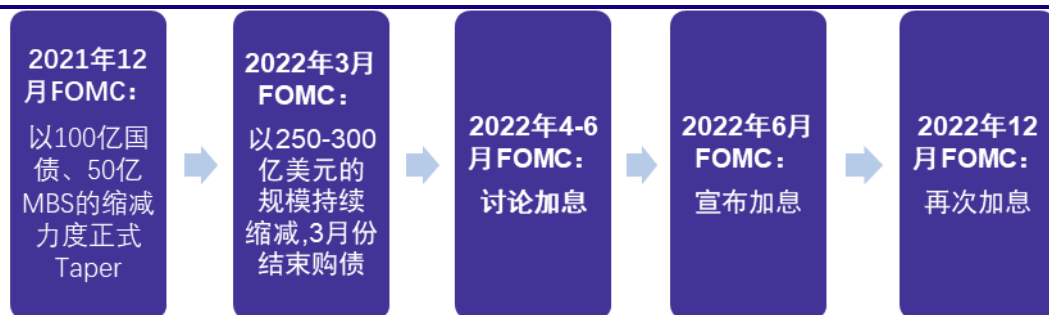 2021年12
月FOMC：
以100亿国
债、50亿
MBS的缩减
力度正式
Taper
2022年3月
FOMC：
以250-300
亿美元的
规模持续
缩减,3月份
结束购债
2022年4-6
月FOMC：
讨论加息
2022年6月
FOMC：
宣布加息
2022年12
月FOMC：
再次加息